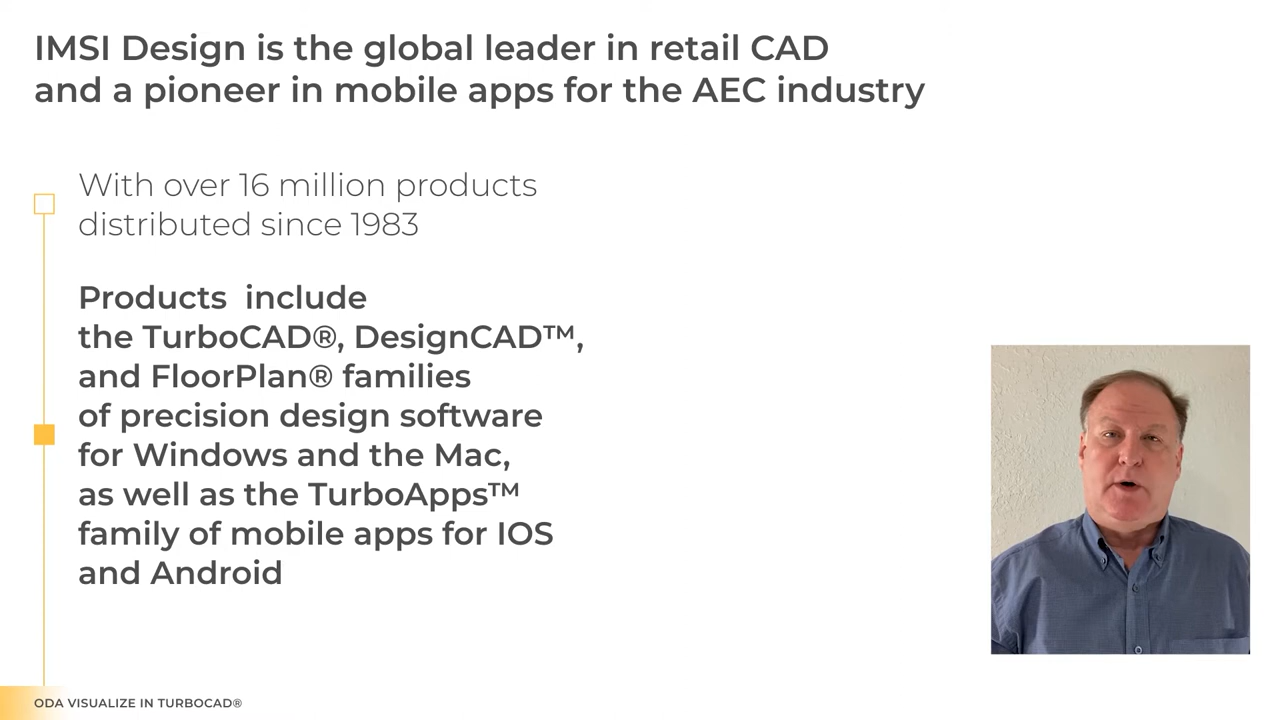 IMSI Design is the global leader in retail CAD
and a pioneer in mobile apps for the AEC industry
With over 16 million products
distributed since 1983
Products  include
the TurboCAD®, DesignCAD™,
and FloorPlan® families
of precision design software
for Windows and the Mac,
as well as the TurboApps™
family of mobile apps for IOS
and Android
ODA VISUALIZE IN TURBOCAD®